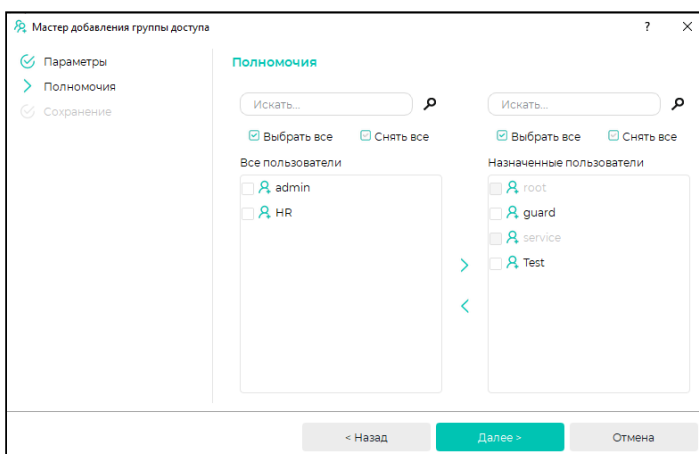 Мастер добавления группы доступа
?
Параметры
Полномочия
Сохранение
Полномочия
Искать...
Выбрать все Снять все
Все пользователи
admin
HR
Искать...
Выбрать все Снять все
Назначенные пользователи
root
guard
service
Test
< Назад
Далее >
Отмена